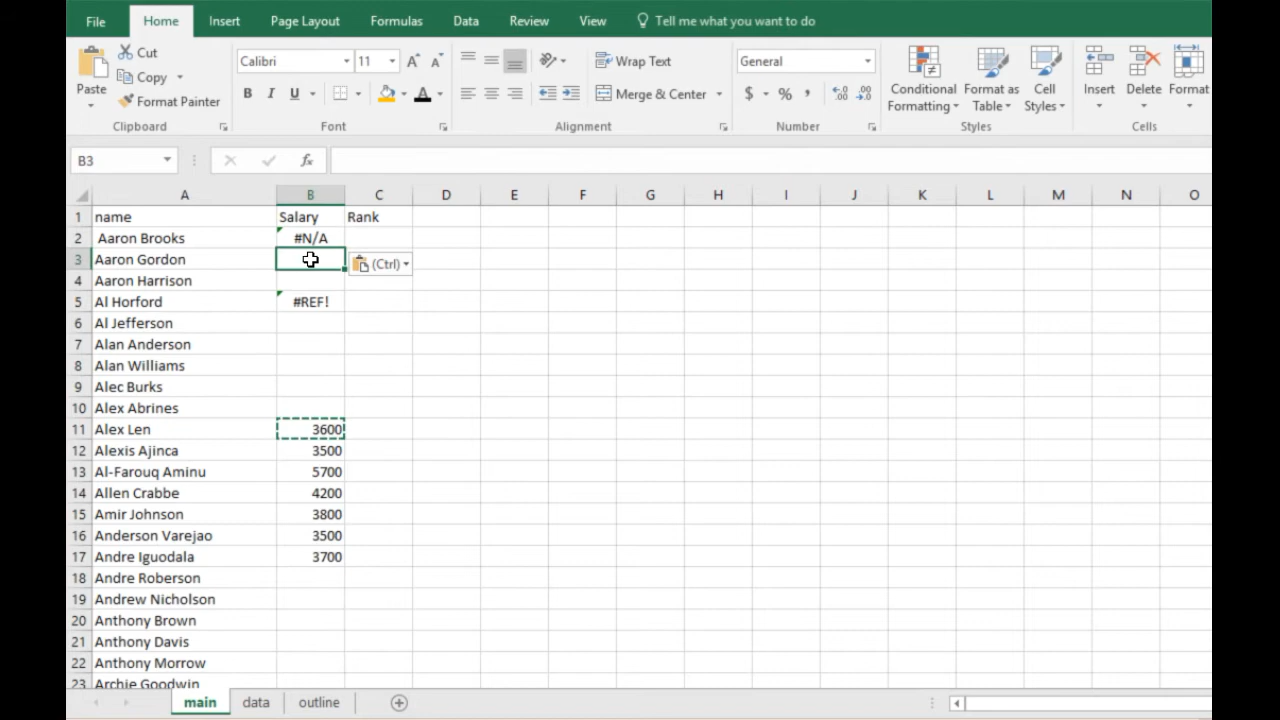 File Home Insert Page Layout Formulas Data Review View Tell me what you want to do
Paste Cut Copy Format Painter Clipboard
Calibri 11 A A B I U A Font
Wrap Text Merge & Center Alignment
General $ % , Number
Conditional Formatting Format as Table Cell Styles Styles
Insert Delete Format Cells
B3 fx
A B C D E F G H I J K L M N O
1 name Salary Rank
2 Aaron Brooks #N/A
3 Aaron Gordon (Ctrl)
4 Aaron Harrison
5 Al Horford #REF!
6 Al Jefferson
7 Alan Anderson
8 Alan Williams
9 Alec Burks
10 Alex Abrines
11 Alex Len 3600
12 Alexis Ajinca 3500
13 Al-Farouq Aminu 5700
14 Allen Crabbe 4200
15 Amir Johnson 3800
16 Anderson Varejao 3500
17 Andre Iguodala 3700
18 Andre Roberson
19 Andrew Nicholson
20 Anthony Brown
21 Anthony Davis
22 Anthony Morrow
23 Archie Goodwin
main data outline